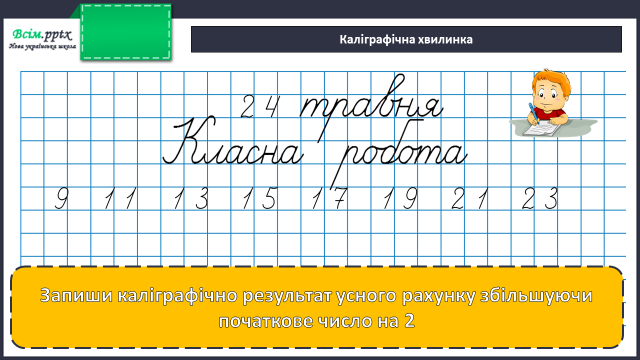 Всім.pptx
Нова українська школа
Каліграфічна хвилинка
24 травня
Класна робота
9 11 13 15 17 19 21 23
Запиши каліграфічно результат усного рахунку збільшуючи
початкове число на 2